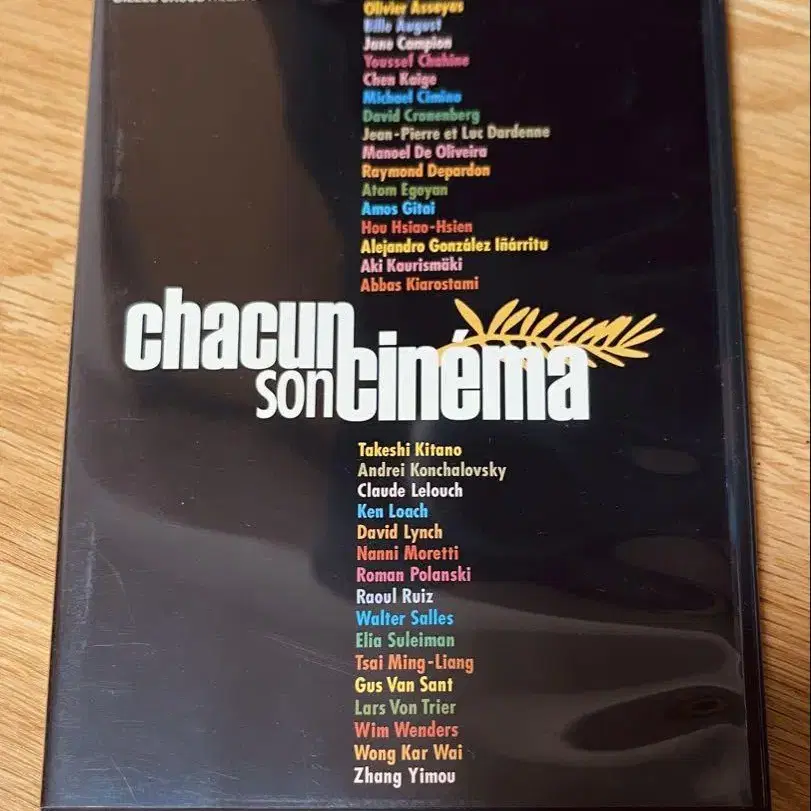 Olivier Assayas
Bille August
Jane Campion
Youssef Chahine
Chen Kaige
Michael Cimino
David Cronenberg
Jean-Pierre et Luc Dardenne
Manoel De Oliveira
Raymond Depardon
Atom Egoyan
Amos Gitai
Hou Hsiao-Hsien
Alejandro González Iñárritu
Aki Kaurismäki
Abbas Kiarostami
chacun
son cinéma
Takeshi Kitano
Andrei Konchalovsky
Claude Lelouch
Ken Loach
David Lynch
Nanni Moretti
Roman Polanski
Raoul Ruiz
Walter Salles
Elia Suleiman
Tsai Ming-Liang
Gus Van Sant
Lars Von Trier
Wim Wenders
Wong Kar Wai
Zhang Yimou